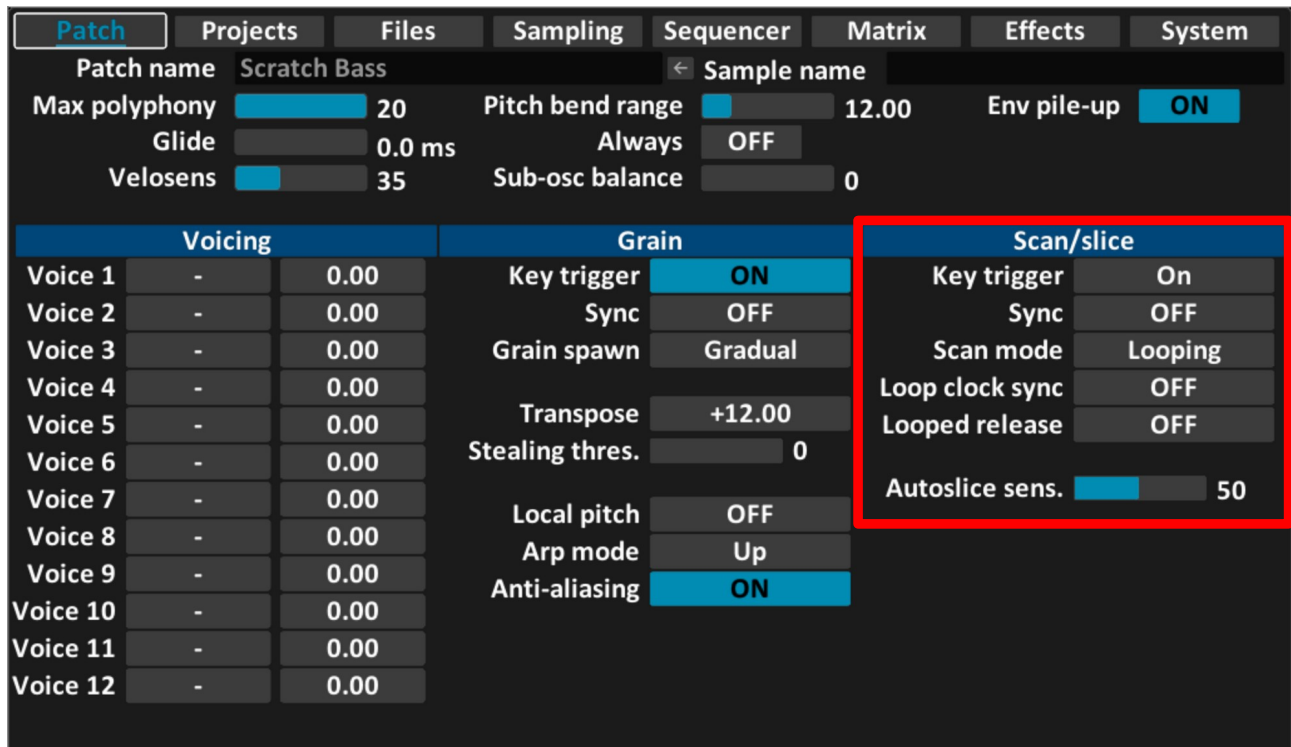 Patch Projects Files Sampling Sequencer Matrix Effects System
Patch name Scratch Bass ← Sample name
Max polyphony 20 Pitch bend range 12.00 Env pile-up ON
Glide 0.0 ms Always OFF
Velosens 35 Sub-osc balance 0
Voicing Grain Scan/slice
Voice 1 - 0.00 Key trigger ON Key trigger On
Voice 2 - 0.00 Sync OFF Sync OFF
Voice 3 - 0.00 Grain spawn Gradual Scan mode Looping
Voice 4 - 0.00 Loop clock sync OFF
Voice 5 - 0.00 Transpose +12.00 Looped release OFF
Voice 6 - 0.00 Stealing thres. 0
Voice 7 - 0.00 Autoslice sens. 50
Voice 8 - 0.00 Local pitch OFF
Voice 9 - 0.00 Arp mode Up
Voice 10 - 0.00 Anti-aliasing ON
Voice 11 - 0.00
Voice 12 - 0.00